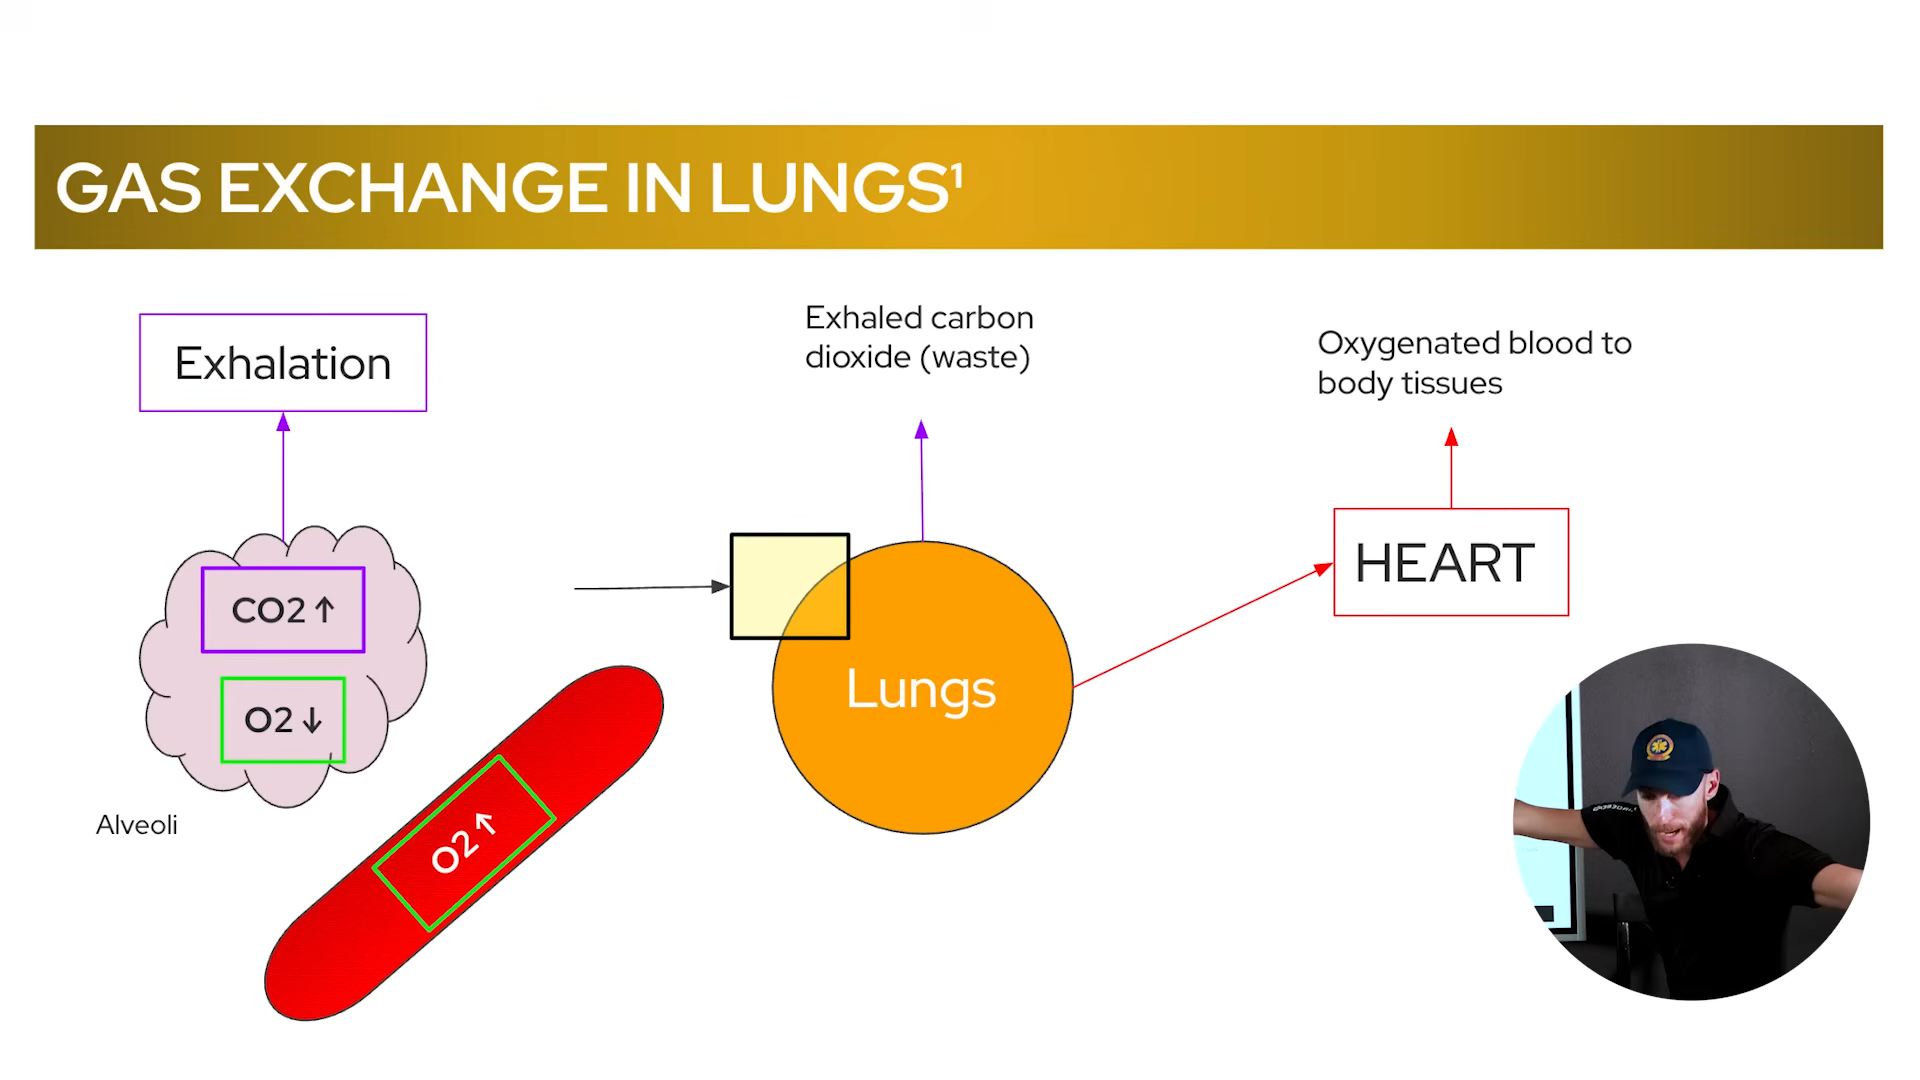 GAS EXCHANGE IN LUNGS¹
Exhalation
Exhaled carbon
dioxide (waste)
Oxygenated blood to
body tissues
HEART
CO2 ↑
O2 ↓
Lungs
Alveoli
O2 ↑